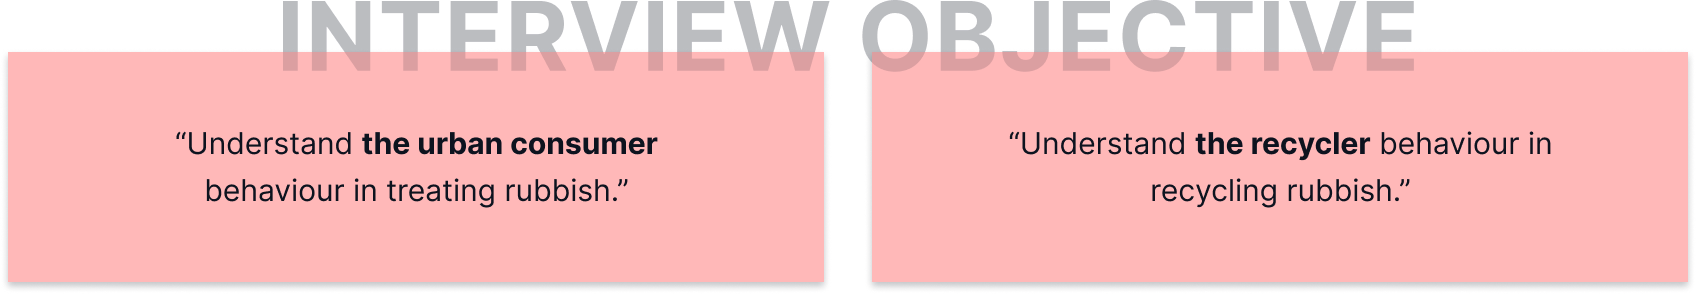 INTERVIEW OBJECTIVE
“Understand the urban consumer
behaviour in treating rubbish.”
“Understand the recycler behaviour in
recycling rubbish.”